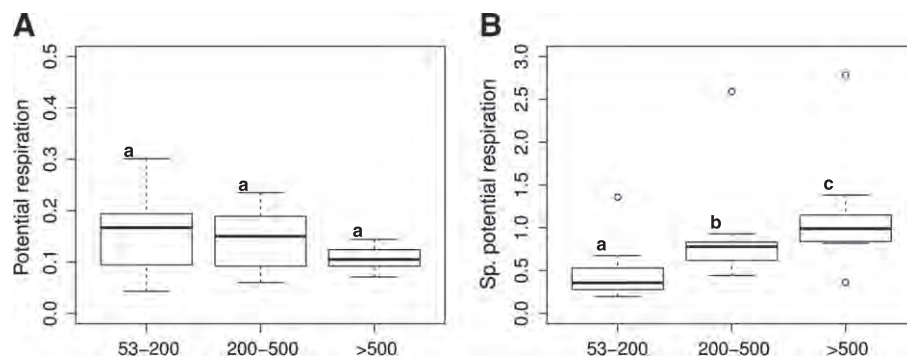 A
B
Potential respiration
0.5
0.4
0.3
0.2
0.1
0.0
a
a
a
53–200
200–500
>500
Sp. potential respiration
3.0
2.5
2.0
1.5
1.0
0.5
0.0
a
b
c
53–200
200–500
>500